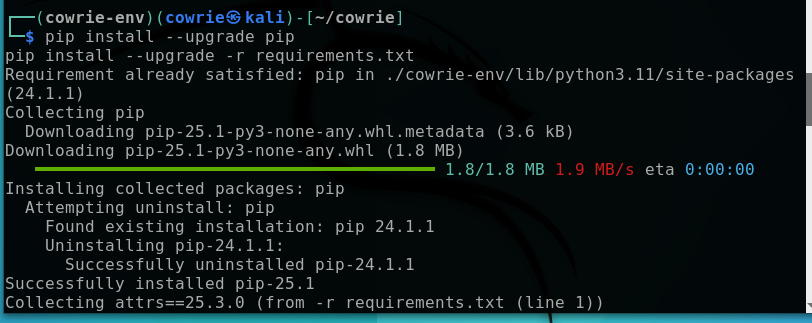 (cowrie-env)(cowrie㉿kali)-[~/cowrie]
$ pip install --upgrade pip
pip install --upgrade -r requirements.txt
Requirement already satisfied: pip in ./cowrie-env/lib/python3.11/site-packages
(24.1.1)
Collecting pip
  Downloading pip-25.1-py3-none-any.whl.metadata (3.6 kB)
Downloading pip-25.1-py3-none-any.whl (1.8 MB)
1.8/1.8 MB 1.9 MB/s eta 0:00:00
Installing collected packages: pip
  Attempting uninstall: pip
    Found existing installation: pip 24.1.1
    Uninstalling pip-24.1.1:
      Successfully uninstalled pip-24.1.1
Successfully installed pip-25.1
Collecting attrs==25.3.0 (from -r requirements.txt (line 1))